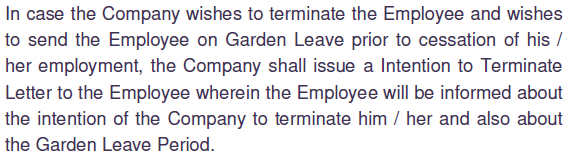 In case the Company wishes to terminate the Employee and wishes
to send the Employee on Garden Leave prior to cessation of his /
her employment, the Company shall issue a Intention to Terminate
Letter to the Employee wherein the Employee will be informed about
the intention of the Company to terminate him / her and also about
the Garden Leave Period.